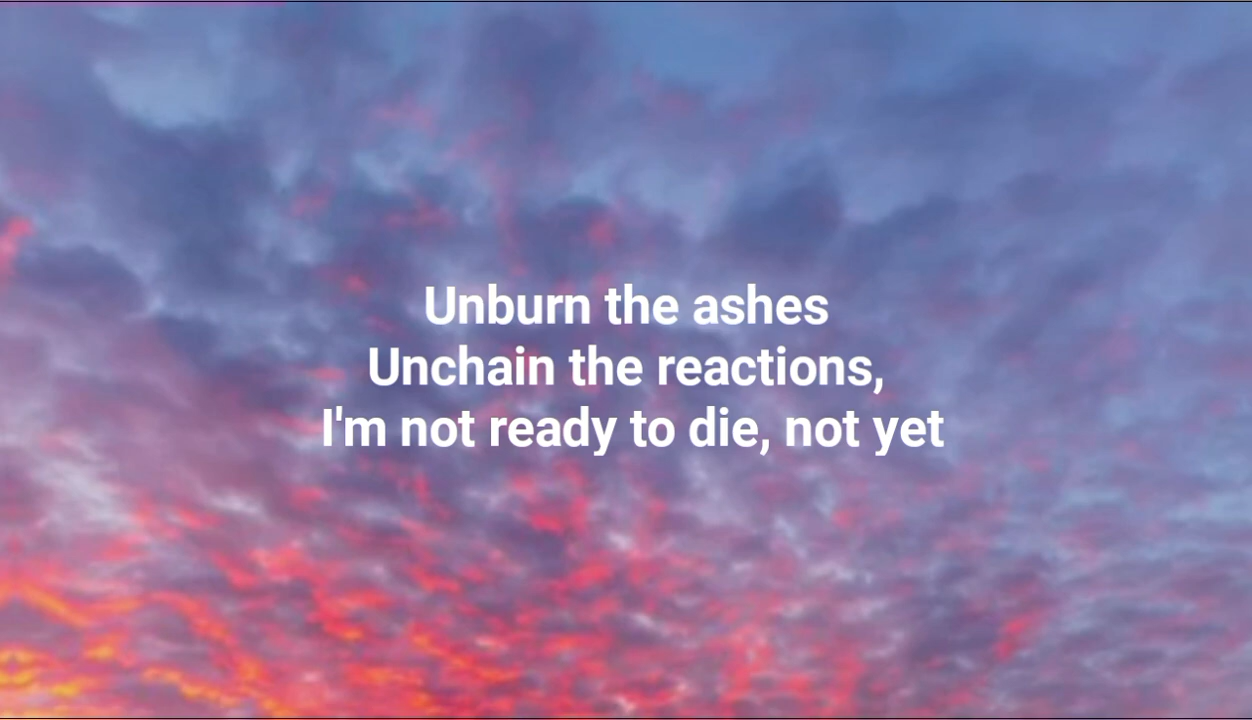 Unburn the ashes
Unchain the reactions,
I'm not ready to die, not yet